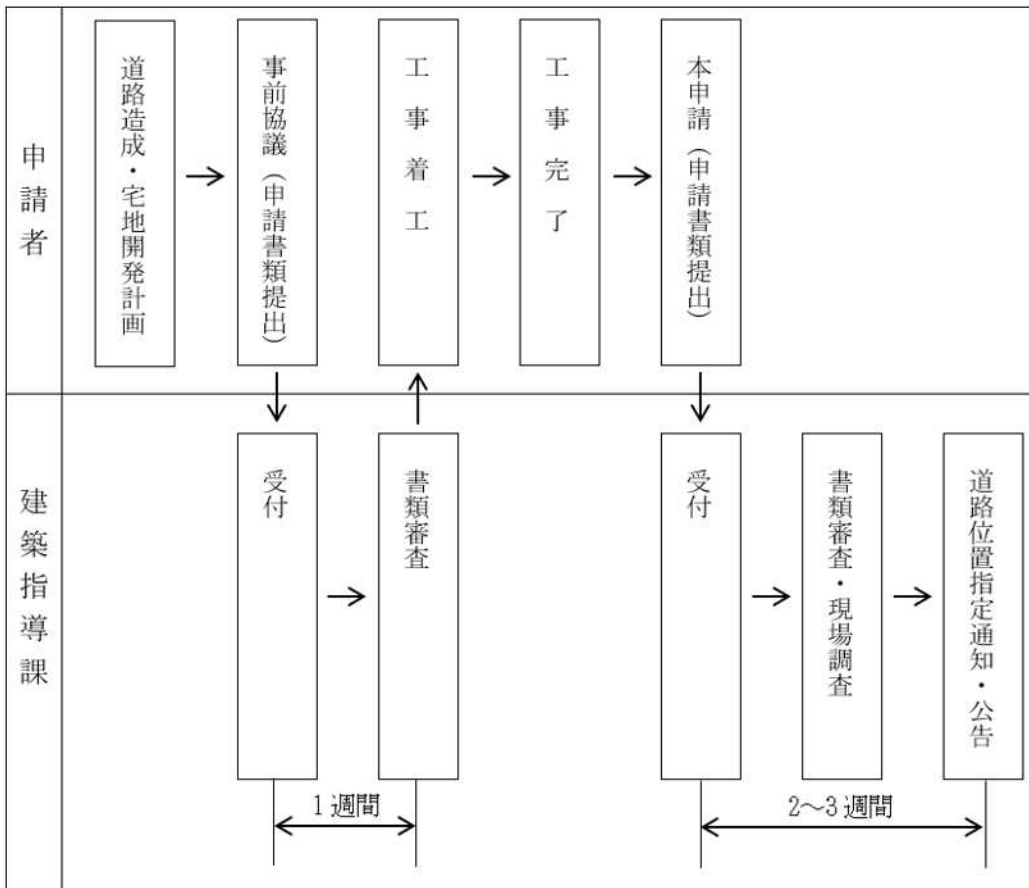 申請者
道路造成・宅地開発計画
事前協議（申請書類提出）
工事着工
工事完了
本申請（申請書類提出）
建築指導課
受付
書類審査
受付
書類審査・現場調査
道路位置指定通知・公告
1週間
2～3週間